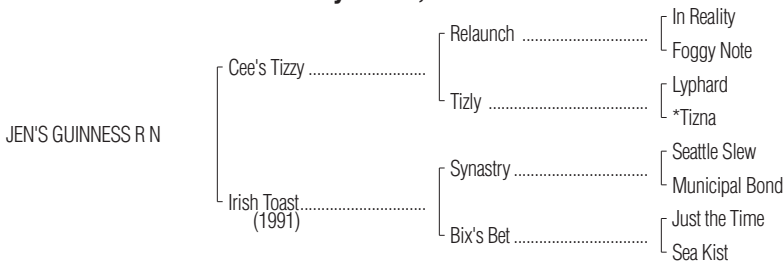 In Reality
Relaunch ..............................
Foggy Note
Cee's Tizzy ............................
Lyphard
Tizly ......................................
*Tizna
JEN'S GUINNESS R N
Seattle Slew
Synastry ................................
Municipal Bond
Irish Toast..............................
(1991)
Just the Time
Bix's Bet ................................
Sea Kist